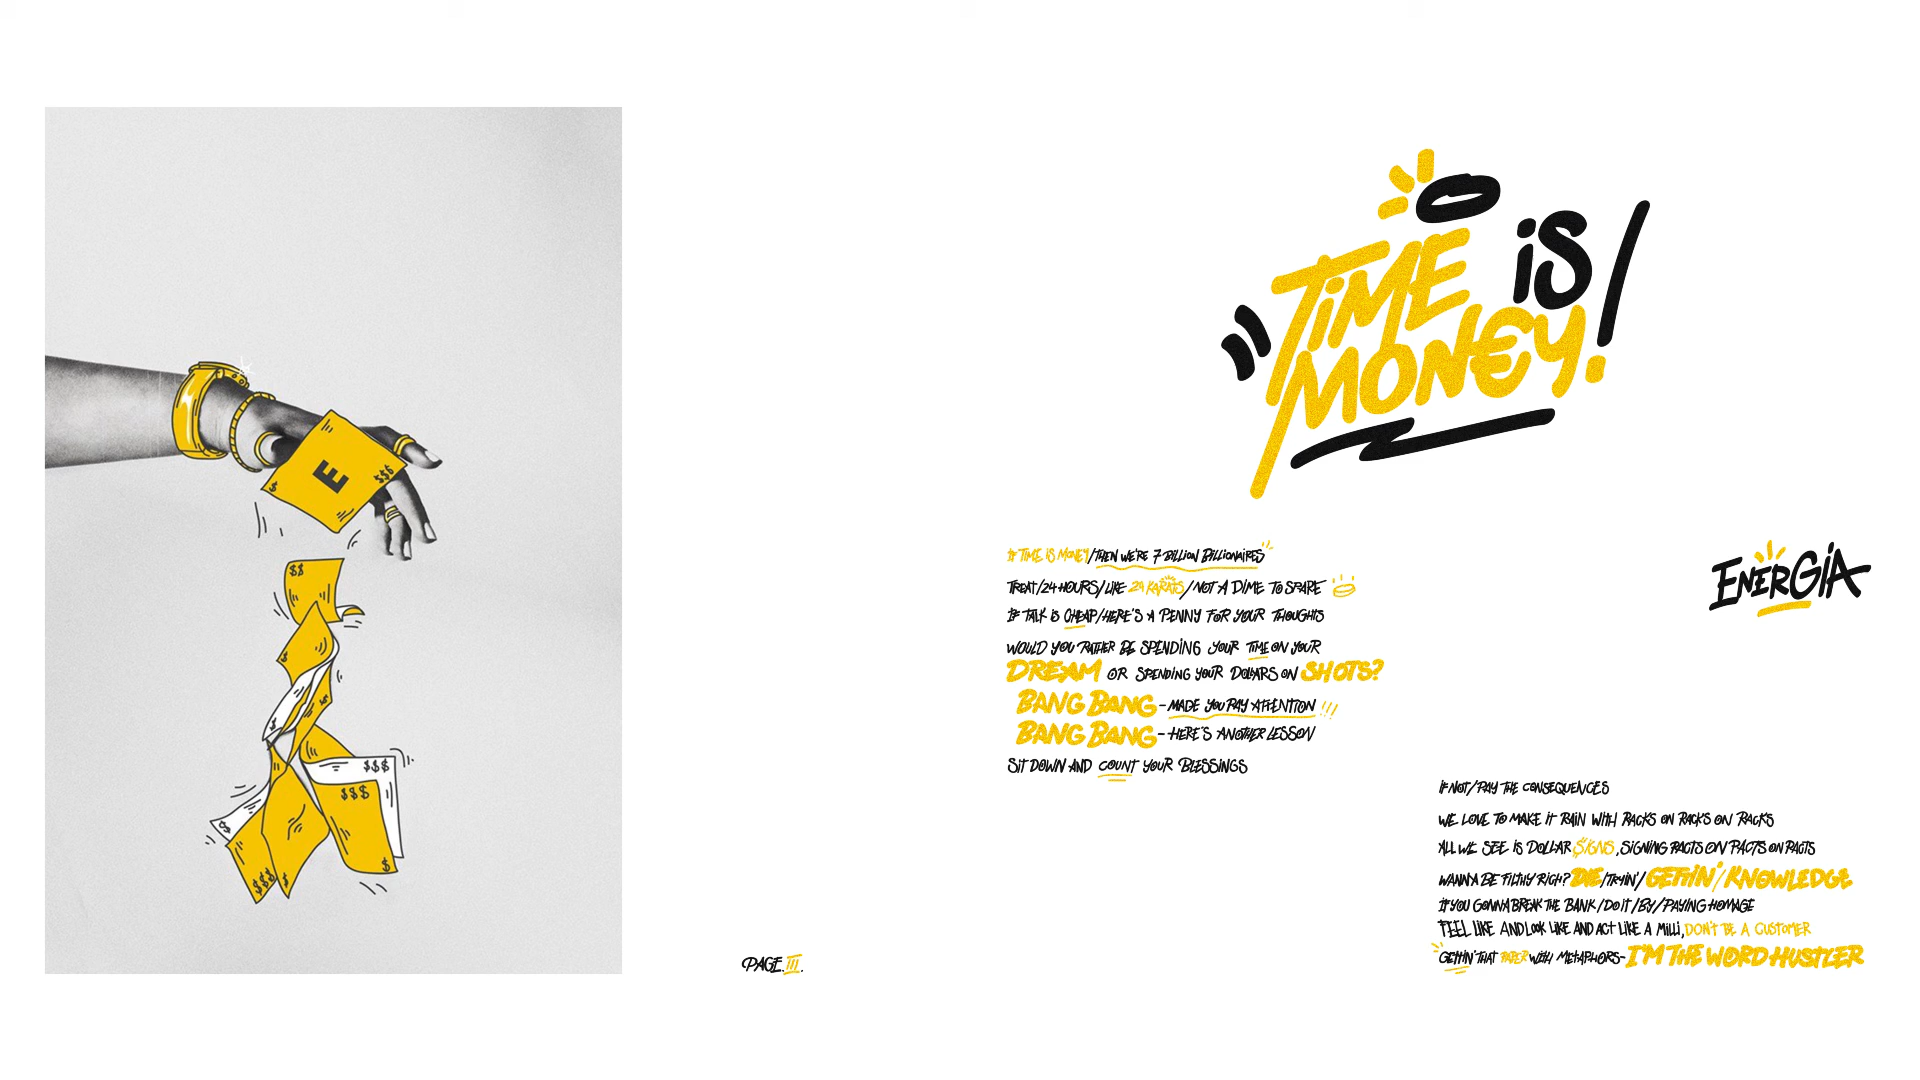 E
$
$$$
$$
$
$
$
$$$
$$$
$$
$
$$$
$
PAGE.III.
TIME IS
MON€Y!
ENERGIA
IF TIME IS MONEY/THEN WE'RE 7 BILLION BILLIONAIRES
TREAT/24 HOURS/LIKE 24 KARATS/NOT A DIME TO SPARE
IF TALK IS CHEAP/HERE'S A PENNY FOR YOUR THOUGHTS
WOULD YOU RATHER BE SPENDING YOUR TIME ON YOUR
DREAM OR SPENDING YOUR DOLLARS ON SHOTS?
BANG BANG - MADE YOU PAY ATTENTION !!!
BANG BANG - HERE'S ANOTHER LESSON
SIT DOWN AND COUNT YOUR BLESSINGS
IF NOT/PAY THE CONSEQUENCES
WE LOVE TO MAKE IT RAIN WITH RACKS ON RACKS ON RACKS
ALL WE SEE IS DOLLAR $IGNS, SIGNING PACTS ON PACTS ON PACTS
WANNA BE FILTHY RICH? DIE/TRYIN'/GETTIN'/KNOWLEDGE
IF YOU GONNA BREAK THE BANK/DO IT/BY/PAYING HOMAGE
FEEL LIKE AND LOOK LIKE AND ACT LIKE A MILLI, DON'T BE A CUSTOMER
GETTIN' THAT PAPER WITH METAPHORS- I'M THE WORD HUSTLER